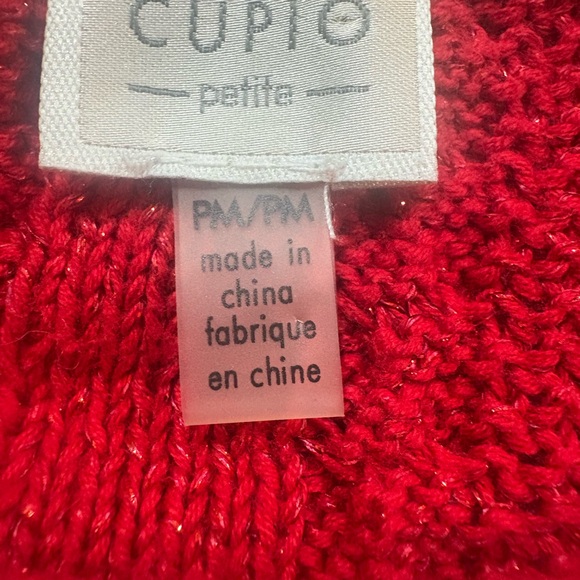 CUPIO
petite
PM/PM
made in
china
fabrique
en chine